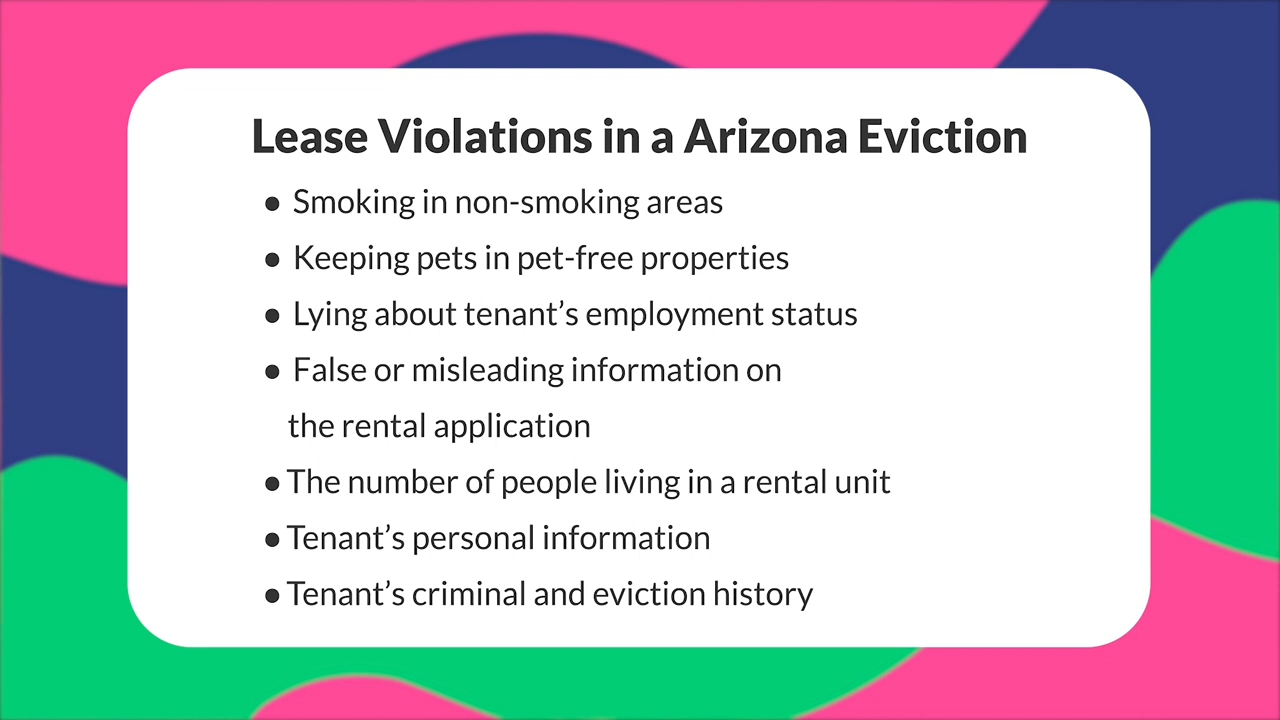 Lease Violations in a Arizona Eviction
● Smoking in non-smoking areas
● Keeping pets in pet-free properties
● Lying about tenant’s employment status
● False or misleading information on
the rental application
● The number of people living in a rental unit
● Tenant’s personal information
● Tenant’s criminal and eviction history